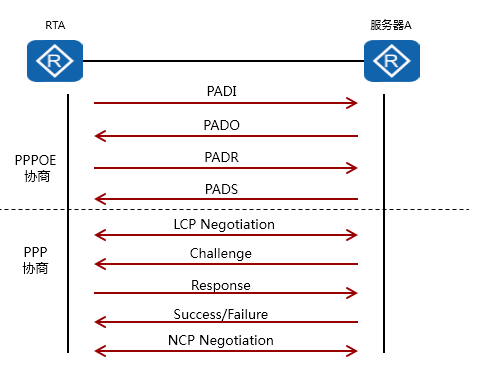 RTA
服务器A
R
R
PADI
PADO
PPPOE
协商
PADR
PADS
LCP Negotiation
PPP
协商
Challenge
Response
Success/Failure
NCP Negotiation